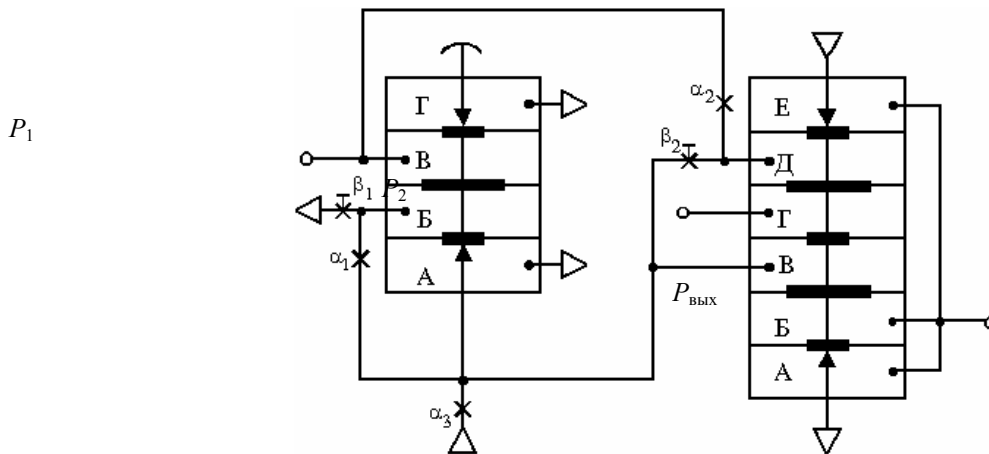 P₁
Г
В
Б
А
β₁
P₂
α₁
α₃
α₂
β₂
Е
Д
Г
В
Б
А
Pвых